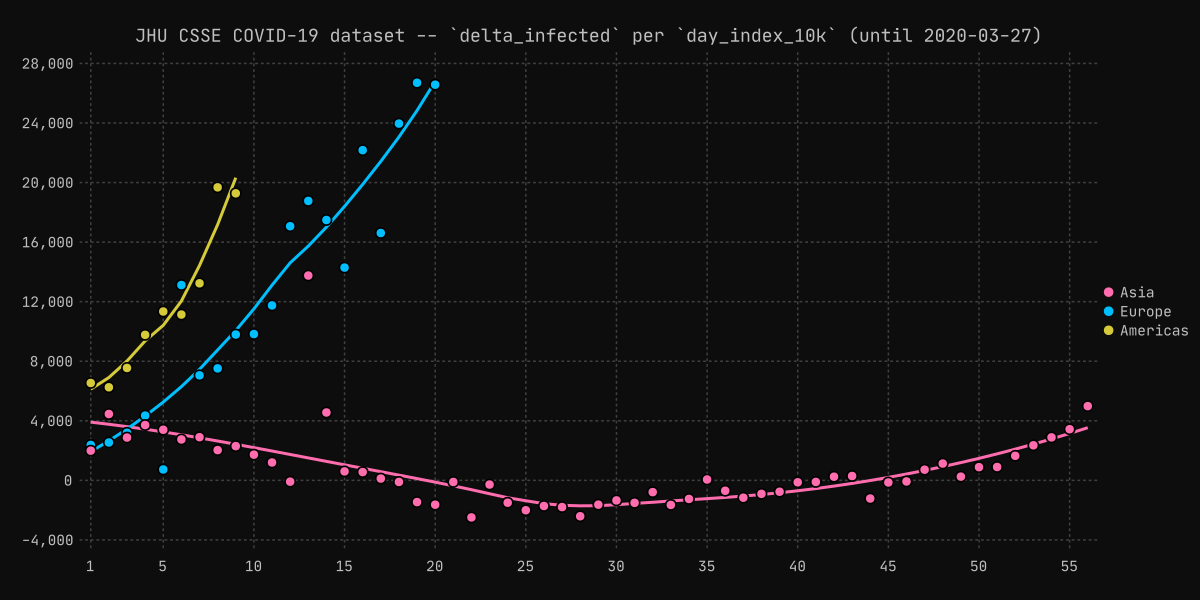 JHU CSSE COVID-19 dataset -- `delta_infected` per `day_index_10k` (until 2020-03-27)
28,000
24,000
20,000
16,000
12,000
8,000
4,000
0
-4,000
1 5 10 15 20 25 30 35 40 45 50 55
Asia
Europe
Americas